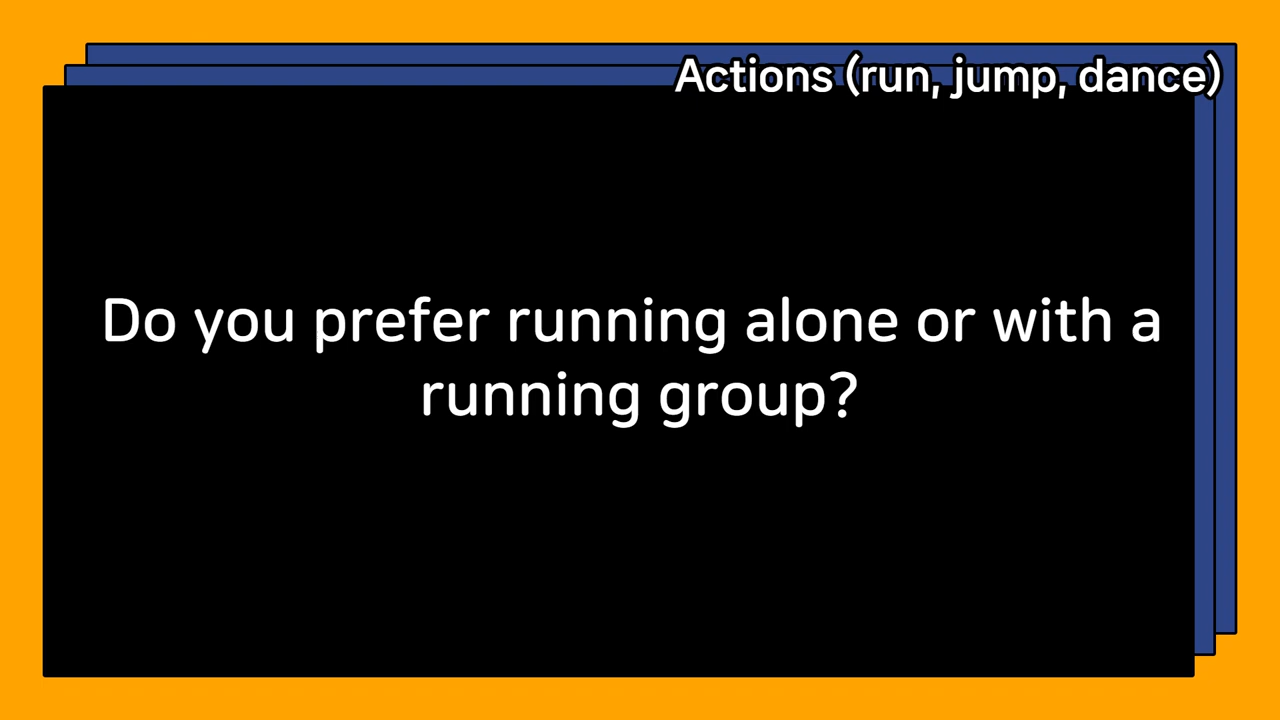 Actions (run, jump, dance)
Do you prefer running alone or with a
running group?